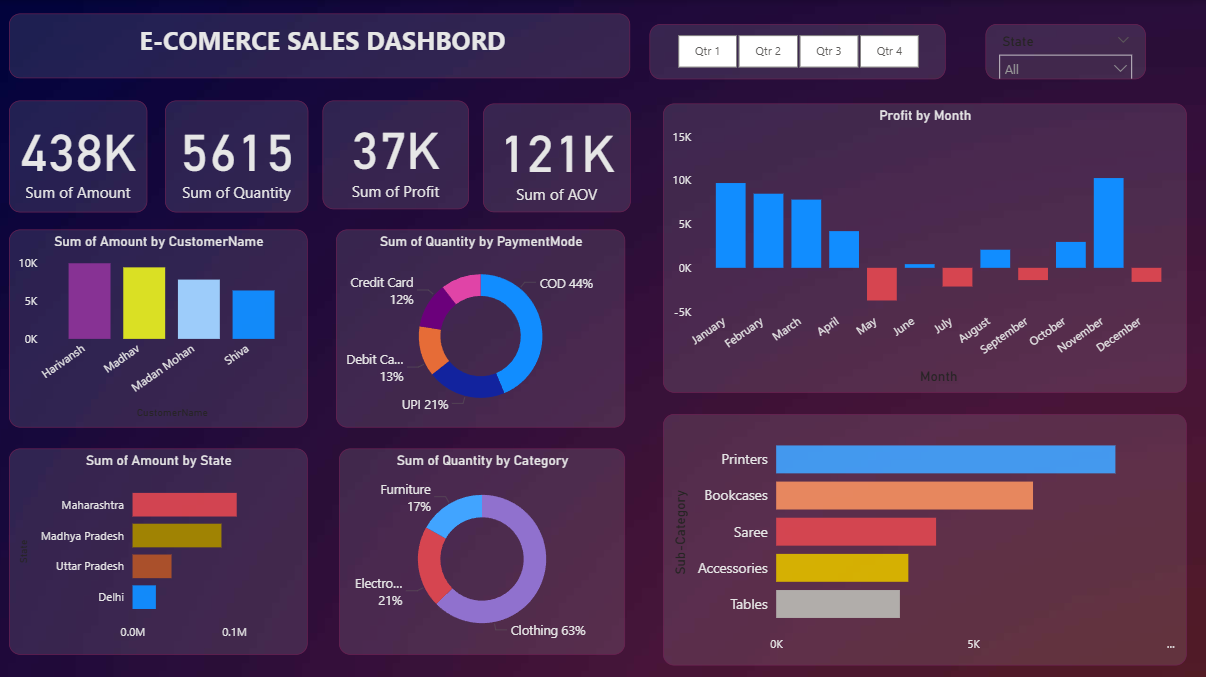 E-COMERCE SALES DASHBORD
Qtr 1
Qtr 2
Qtr 3
Qtr 4
State
All
438K
Sum of Amount
5615
Sum of Quantity
37K
Sum of Profit
121K
Sum of AOV
Profit by Month
15K
10K
5K
0K
-5K
January
February
March
April
May
June
July
August
September
October
November
December
Month
Sum of Amount by CustomerName
10K
5K
0K
Harivansh
Madhav
Madan Mohan
Shiva
CustomerName
Sum of Quantity by PaymentMode
Credit Card
12%
COD 44%
Debit Ca...
13%
UPI 21%
Sum of Amount by State
State
Maharashtra
Madhya Pradesh
Uttar Pradesh
Delhi
0.0M
0.1M
Sum of Quantity by Category
Furniture
17%
Electro...
21%
Clothing 63%
Sub-Category
Printers
Bookcases
Saree
Accessories
Tables
0K
5K
...